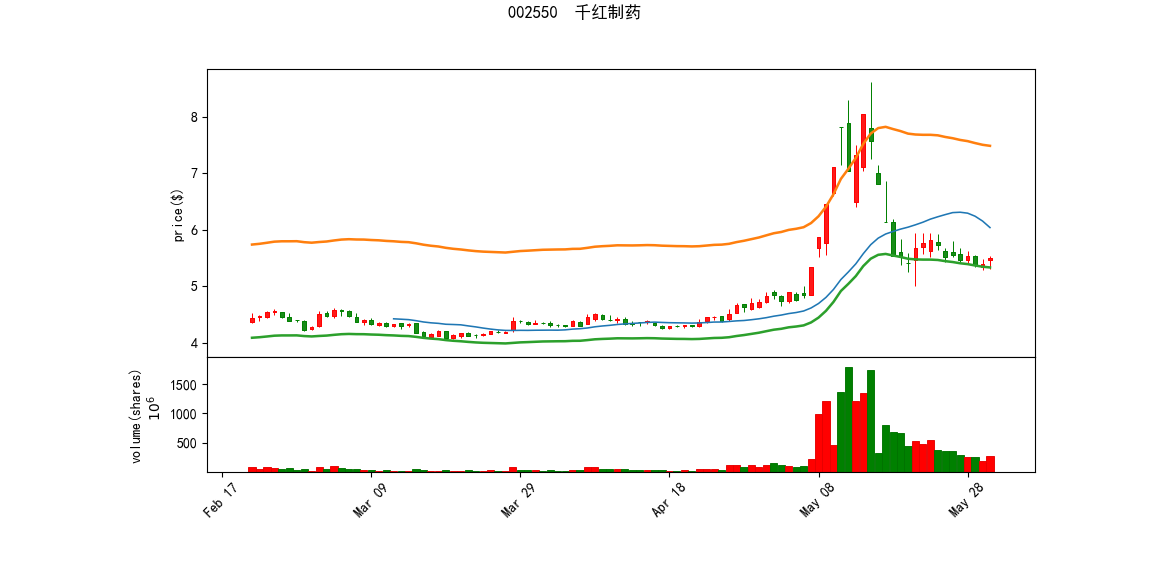 002550 千红制药
price($)
8
7
6
5
4
volume(shares)
10^6
1500
1000
500
Feb 17
Mar 09
Mar 29
Apr 18
May 08
May 28